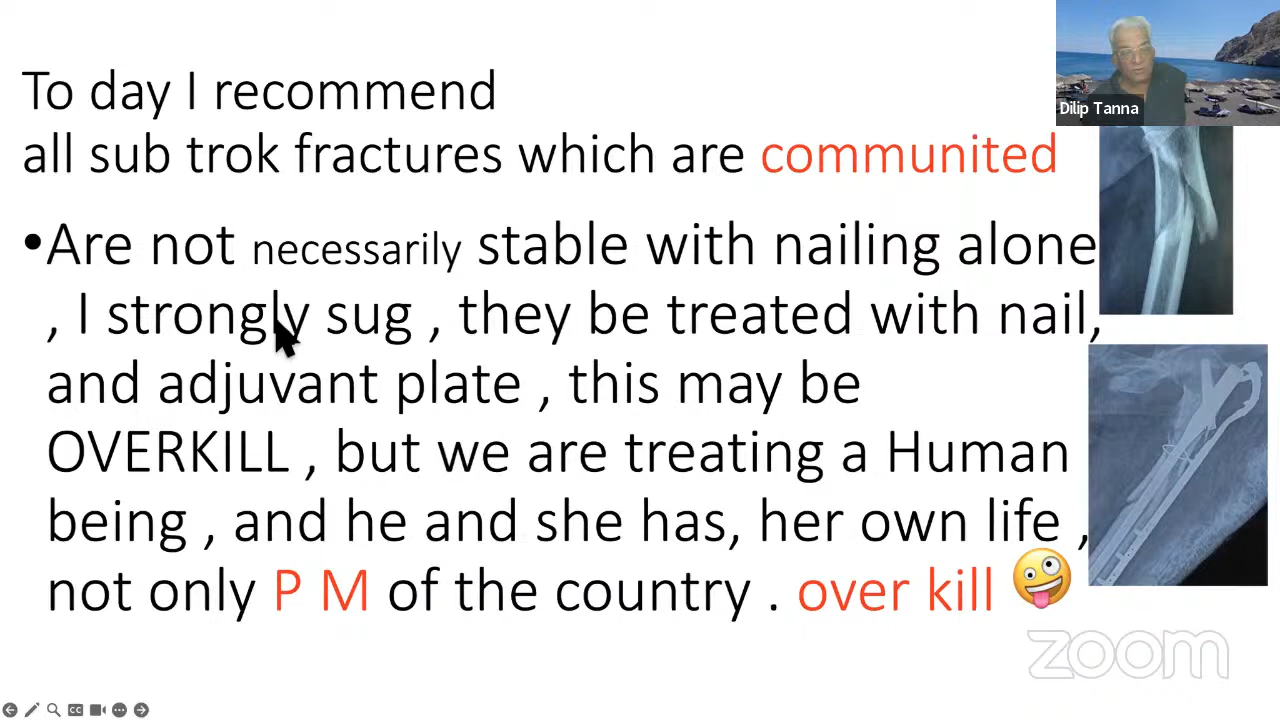 To day I recommend
all sub trok fractures which are communited
•Are not necessarily stable with nailing alone
, I strongly sug , they be treated with nail,
and adjuvant plate , this may be
OVERKILL , but we are treating a Human
being , and he and she has, her own life ,
not only P M of the country . over kill 🤪
Dilip Tanna
zoom
CC